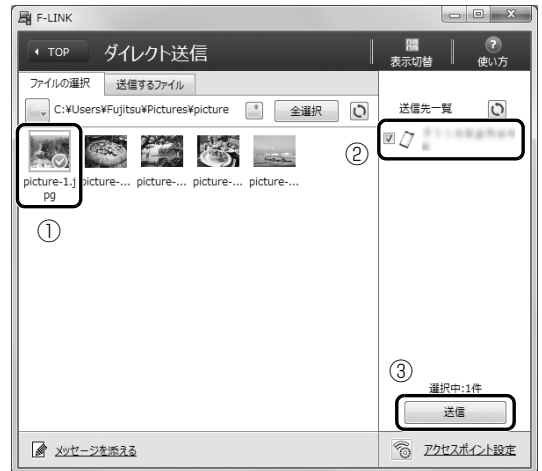 F-LINK
TOP ダイレクト送信 表示切替 ? 使い方
ファイルの選択 送信するファイル
C:¥Users¥Fujitsu¥Pictures¥picture 全選択 送信先一覧
②
picture-1.j picture-... picture-... picture-... picture-...
pg
①
③
選択中:1件
送信
メッセージを添える アクセスポイント設定